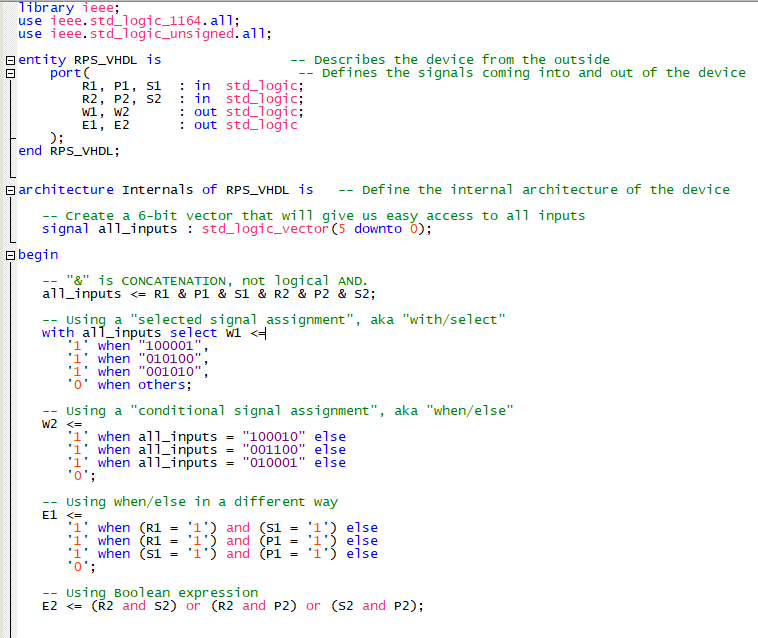 library ieee;
use ieee.std_logic_1164.all;
use ieee.std_logic_unsigned.all;
entity RPS_VHDL is -- Describes the device from the outside
port( -- Defines the signals coming into and out of the device
R1, P1, S1 : in std_logic;
R2, P2, S2 : in std_logic;
W1, W2 : out std_logic;
E1, E2 : out std_logic
);
end RPS_VHDL;
architecture Internals of RPS_VHDL is -- Define the internal architecture of the device
-- Create a 6-bit vector that will give us easy access to all inputs
signal all_inputs : std_logic_vector(5 downto 0);
begin
-- "&" is CONCATENATION, not logical AND.
all_inputs <= R1 & P1 & S1 & R2 & P2 & S2;
-- Using a "selected signal assignment", aka "with/select"
with all_inputs select W1 <=
'1' when "100001",
'1' when "010100",
'1' when "001010",
'0' when others;
-- Using a "conditional signal assignment", aka "when/else"
W2 <=
'1' when all_inputs = "100010" else
'1' when all_inputs = "001100" else
'1' when all_inputs = "010001" else
'0';
-- Using when/else in a different way
E1 <=
'1' when (R1 = '1') and (S1 = '1') else
'1' when (R1 = '1') and (P1 = '1') else
'1' when (S1 = '1') and (P1 = '1') else
'0';
-- Using Boolean expression
E2 <= (R2 and S2) or (R2 and P2) or (S2 and P2);